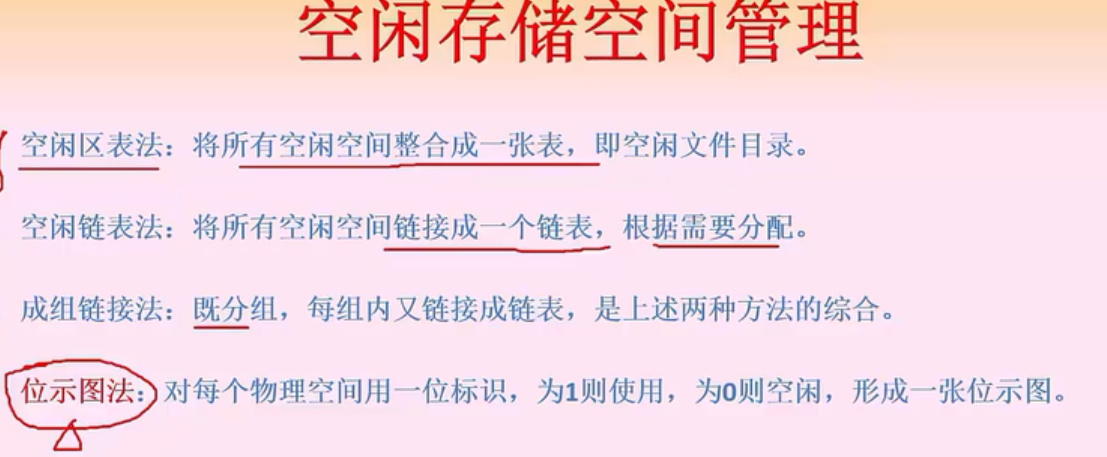 空闲存储空间管理
空闲区表法：将所有空闲空间整合成一张表，即空闲文件目录。
空闲链表法：将所有空闲空间链接成一个链表，根据需要分配。
成组链接法：既分组，每组内又链接成链表，是上述两种方法的综合。
位示图法：对每个物理空间用一位标识，为1则使用，为0则空闲，形成一张位示图。